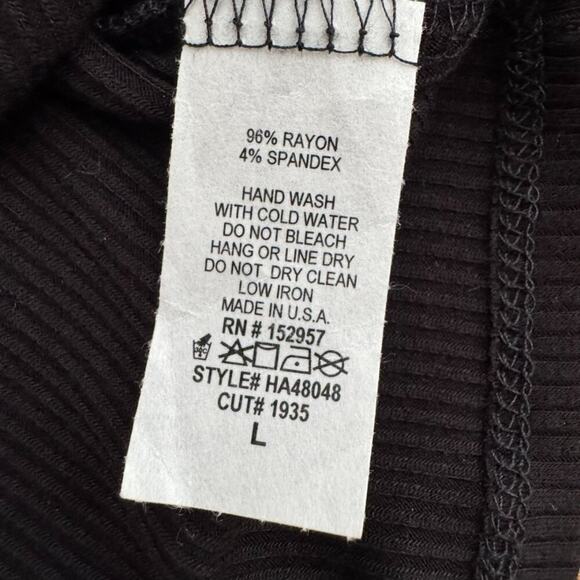 96% RAYON
4% SPANDEX
HAND WASH
WITH COLD WATER
DO NOT BLEACH
HANG OR LINE DRY
DO NOT DRY CLEAN
LOW IRON
MADE IN U.S.A.
RN # 152957
STYLE# HA48048
CUT# 1935
L